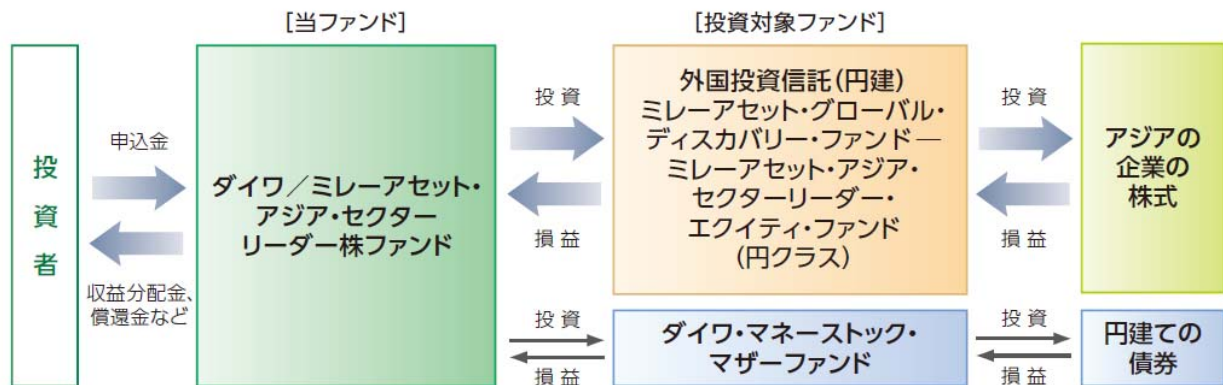 [当ファンド]
[投資対象ファンド]
投資者
申込金
収益分配金、
償還金など
ダイワ／ミレーアセット・
アジア・セクター
リーダー株ファンド
投資
損益
外国投資信託(円建)
ミレーアセット・グローバル・
ディスカバリー・ファンド―
ミレーアセット・アジア・
セクターリーダー・
エクイティ・ファンド
(円クラス)
投資
損益
アジアの
企業の
株式
投資
損益
ダイワ・マネーストック・
マザーファンド
投資
損益
円建ての
債券